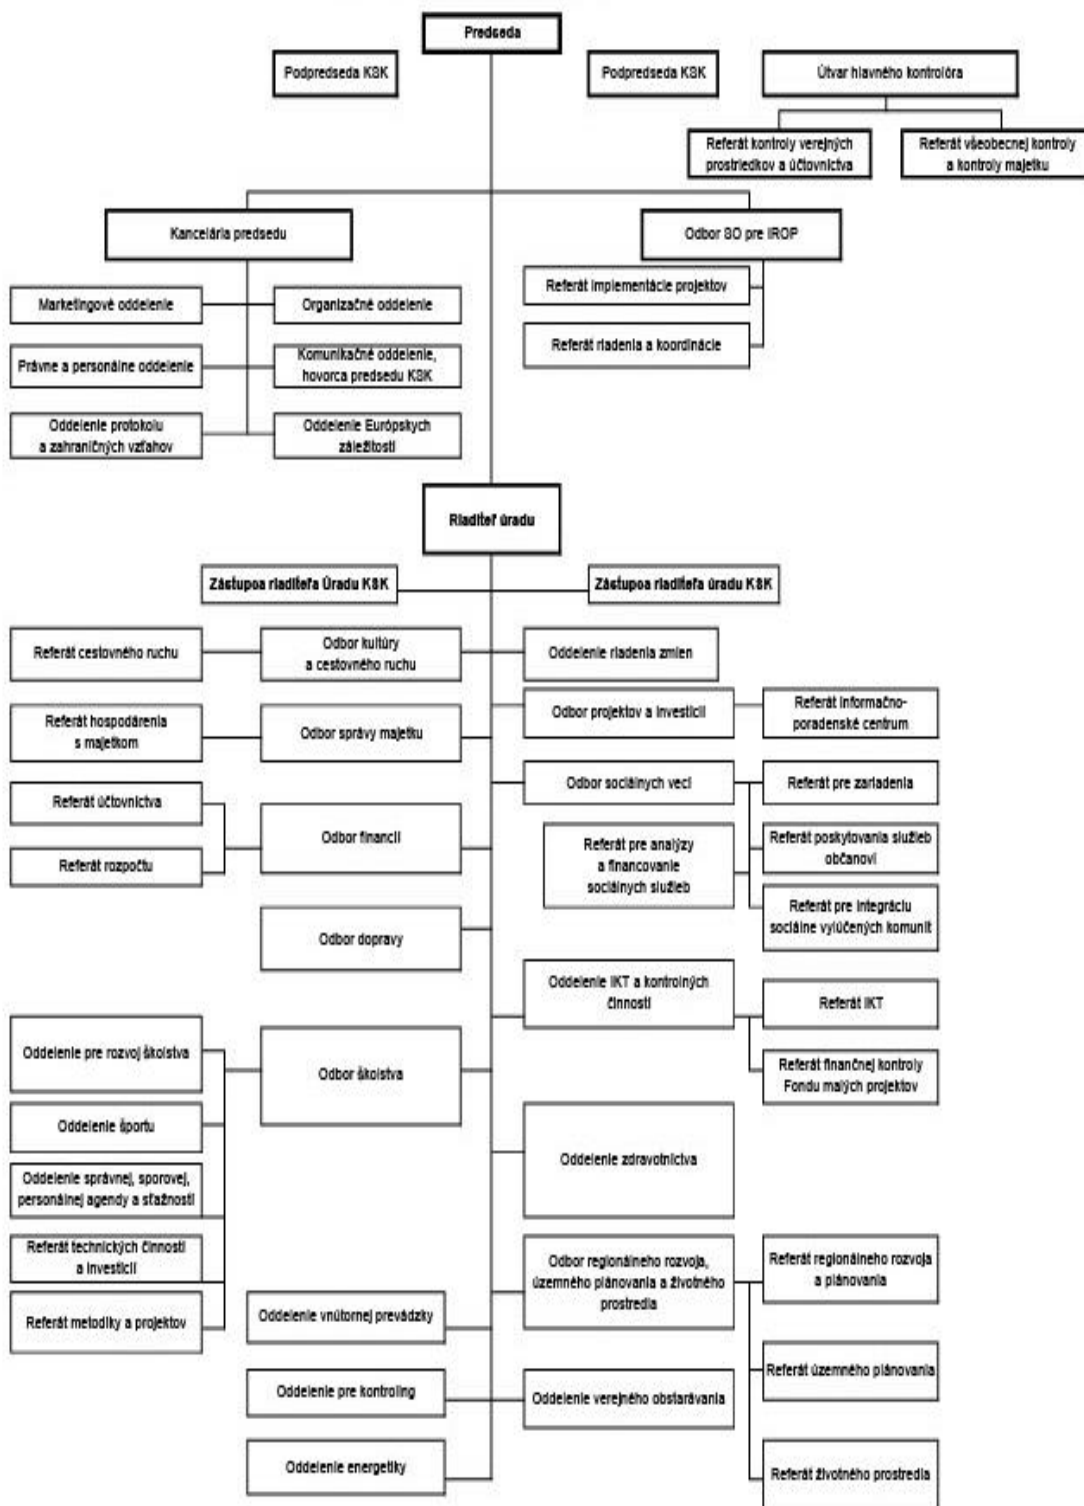 Predseda
Podpredseda KSK
Podpredseda KSK
Útvar hlavného kontrolóra
Referát kontroly verejných
prostriedkov a účtovníctva
Referát všeobecnej kontroly
a kontroly majetku
Kancelária predsedu
Odbor SO pre IROP
Marketingové oddelenie
Organizačné oddelenie
Referát implementácie projektov
Právne a personálne oddelenie
Komunikačné oddelenie,
hovorca predsedu KSK
Referát riadenia a koordinácie
Oddelenie protokolu
a zahraničných vzťahov
Oddelenie Európskych
záležitostí
Riaditeľ úradu
Zástupca riaditeľa Úradu KSK
Zástupca riaditeľa úradu KSK
Referát cestovného ruchu
Odbor kultúry
a cestovného ruchu
Oddelenie riadenia zmien
Referát hospodárenia
s majetkom
Odbor správy majetku
Odbor projektov a investícií
Referát informačno-
poradenské centrum
Referát účtovníctva
Referát rozpočtu
Odbor financií
Odbor sociálnych vecí
Referát pre zariadenia
Referát pre analýzy
a financovanie
sociálnych služieb
Referát poskytovania služieb
občanovi
Referát pre integráciu
sociálne vylúčených komunít
Odbor dopravy
Oddelenie IKT a kontrolných
činností
Referát IKT
Referát finančnej kontroly
Fondu malých projektov
Oddelenie pre rozvoj školstva
Odbor školstva
Oddelenie športu
Oddelenie správnej, sporovej,
personálnej agendy a sťažností
Referát technických činností
a investícií
Referát metodiky a projektov
Oddelenie zdravotníctva
Odbor regionálneho rozvoja,
územného plánovania a životného
prostredia
Referát regionálneho rozvoja
a plánovania
Oddelenie vnútornej prevádzky
Referát územného plánovania
Oddelenie pre kontroling
Oddelenie verejného obstarávania
Oddelenie energetiky
Referát životného prostredia